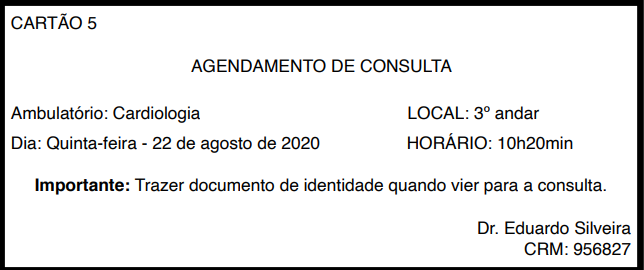 CARTÃO 5
AGENDAMENTO DE CONSULTA
Ambulatório: Cardiologia LOCAL: 3º andar
Dia: Quinta-feira - 22 de agosto de 2020 HORÁRIO: 10h20min
Importante: Trazer documento de identidade quando vier para a consulta.
Dr. Eduardo Silveira
CRM: 956827